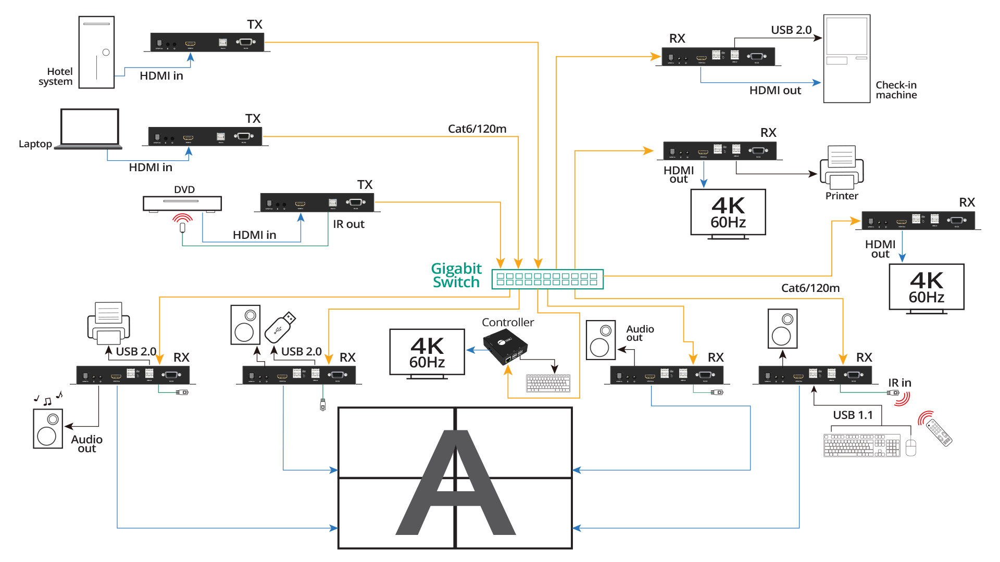 TX
Hotel
system
HDMI in
RX
USB 2.0
HDMI out
Check-in
machine
TX
Laptop
HDMI in
Cat6/120m
RX
HDMI
out
Printer
4K
60Hz
DVD
TX
HDMI in
IR out
RX
HDMI
out
4K
60Hz
Gigabit
Switch
Cat6/120m
USB 2.0
RX
Audio
out
USB 2.0
RX
Controller
4K
60Hz
Audio
out
RX
RX
IR in
USB 1.1
A